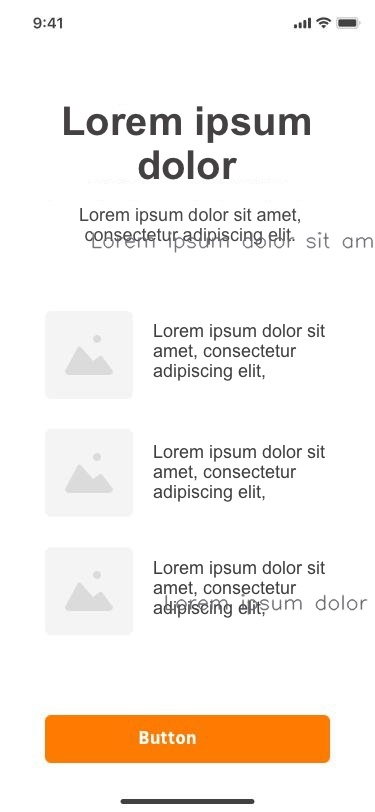 9:41
Lorem ipsum
dolor
Lorem ipsum dolor sit amet,
consectetur adipiscing elit.
Lorem ipsum dolor sit am
Lorem ipsum dolor sit
amet, consectetur
adipiscing elit,
Lorem ipsum dolor sit
amet, consectetur
adipiscing elit,
Lorem ipsum dolor sit
amet, consectetur
adipiscing elit,
Lorem ipsum dolor
Button